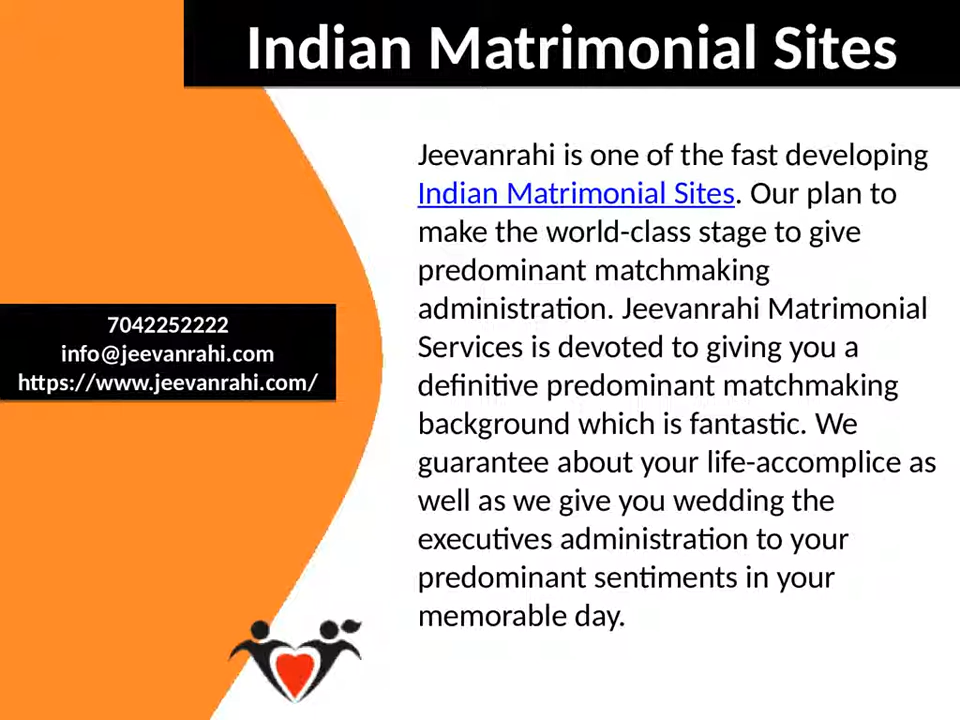 Indian Matrimonial Sites
Jeevanrahi is one of the fast developing
Indian Matrimonial Sites. Our plan to
make the world-class stage to give
predominant matchmaking
administration. Jeevanrahi Matrimonial
Services is devoted to giving you a
definitive predominant matchmaking
background which is fantastic. We
guarantee about your life-accomplice as
well as we give you wedding the
executives administration to your
predominant sentiments in your
memorable day.
7042252222
info@jeevanrahi.com
https://www.jeevanrahi.com/